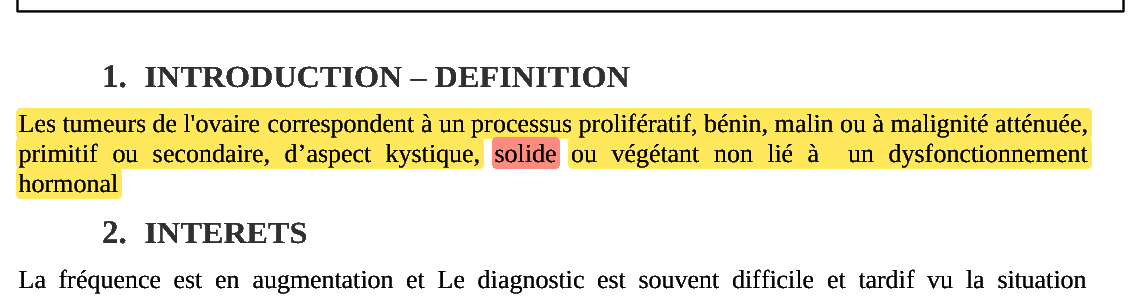 1. INTRODUCTION – DEFINITION
Les tumeurs de l'ovaire correspondent à un processus prolifératif, bénin, malin ou à malignité atténuée,
primitif ou secondaire, d’aspect kystique, solide ou végétant non lié à un dysfonctionnement
hormonal
2. INTERETS
La fréquence est en augmentation et Le diagnostic est souvent difficile et tardif vu la situation